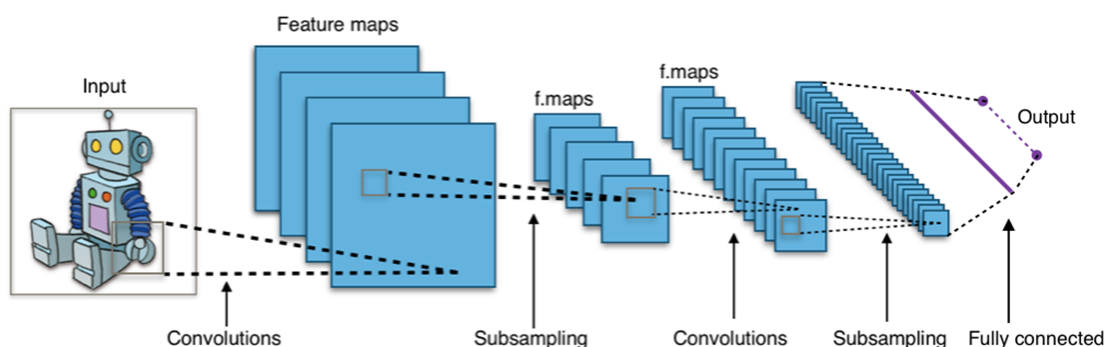 Feature maps
Input
f.maps
f.maps
Output
Convolutions
Subsampling
Convolutions
Subsampling
Fully connected